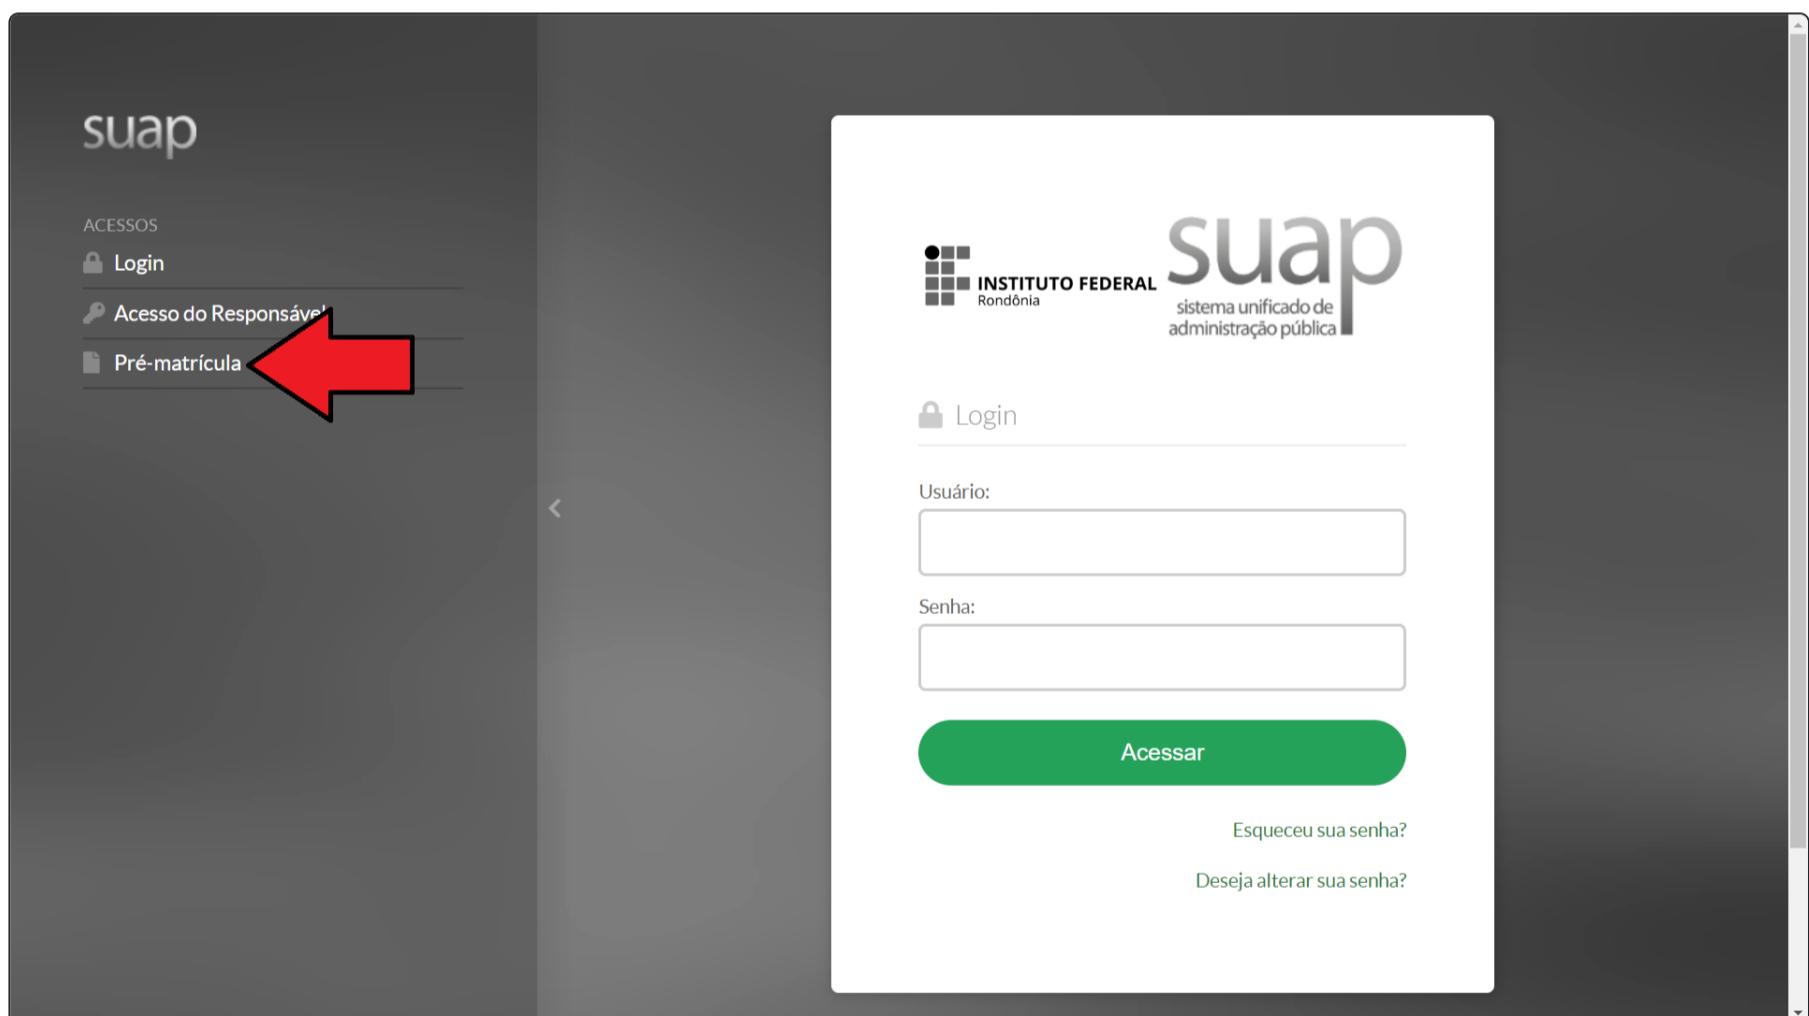 suap
ACESSOS
Login
Acesso do Responsável
Pré-matrícula
INSTITUTO FEDERAL
Rondônia
suap
sistema unificado de
administração pública
Login
Usuário:
Senha:
Acessar
Esqueceu sua senha?
Deseja alterar sua senha?